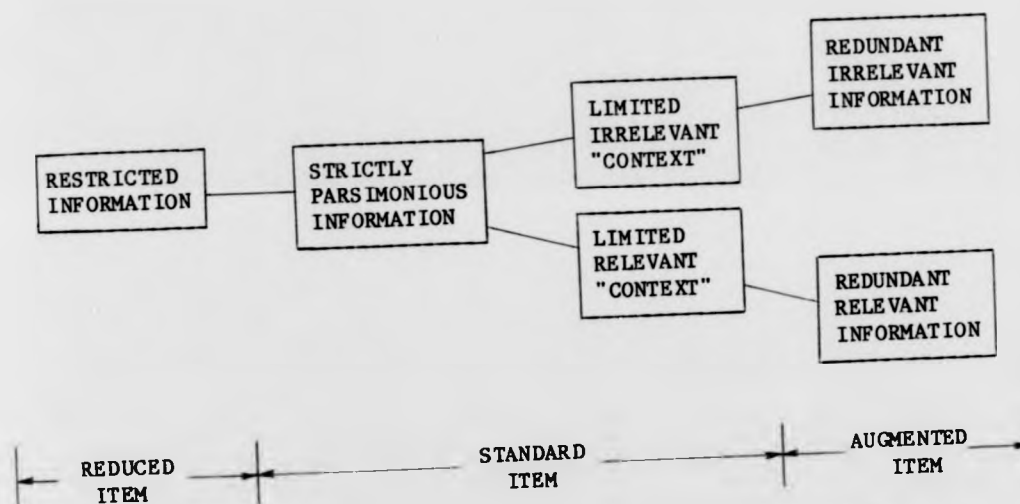 RESTRICTED
INFORMATION
STRICTLY
PARSIMONIOUS
INFORMATION
LIMITED
IRRELEVANT
"CONTEXT"
REDUNDANT
IRRELEVANT
INFORMATION
LIMITED
RELEVANT
"CONTEXT"
REDUNDANT
RELEVANT
INFORMATION
REDUCED
ITEM
STANDARD
ITEM
AUGMENTED
ITEM